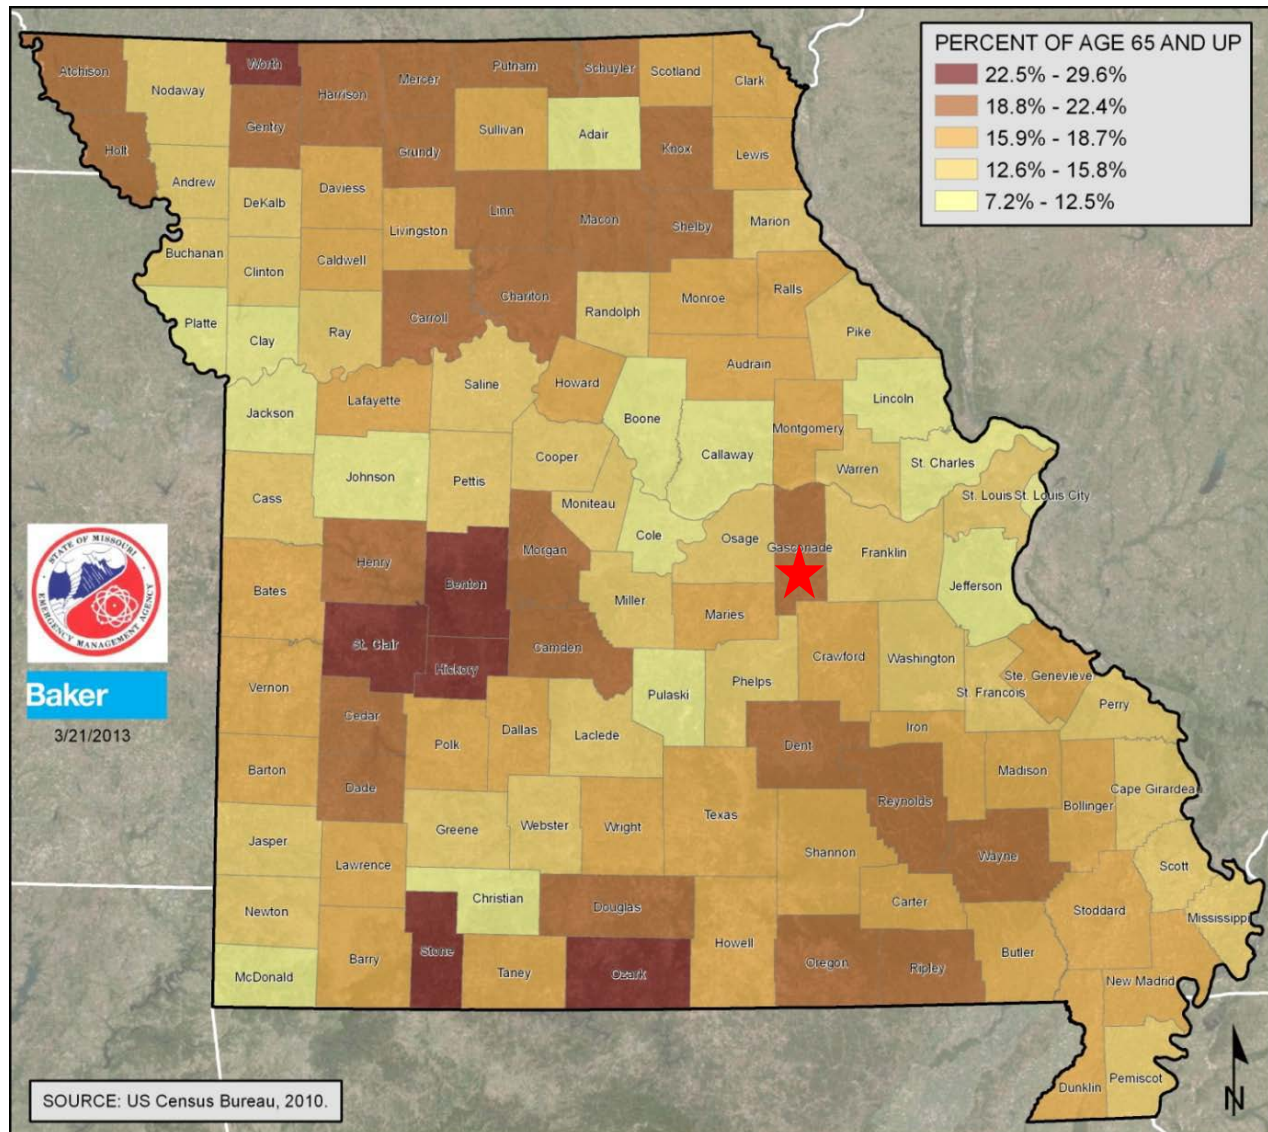 PERCENT OF AGE 65 AND UP
22.5% - 29.6%
18.8% - 22.4%
15.9% - 18.7%
12.6% - 15.8%
7.2% - 12.5%
Atchison
Nodaway
Worth
Harrison
Mercer
Putnam
Schuyler
Scotland
Clark
Holt
Gentry
Grundy
Sullivan
Adair
Knox
Lewis
Andrew
DeKalb
Daviess
Livingston
Linn
Macon
Shelby
Marion
Buchanan
Clinton
Caldwell
Carroll
Chariton
Randolph
Monroe
Ralls
Platte
Clay
Ray
Pike
Audrain
Jackson
Lafayette
Saline
Howard
Boone
Lincoln
Montgomery
Callaway
Warren
St. Charles
Johnson
Pettis
Cooper
Cass
Moniteau
St. Louis
St. Louis City
Cole
Osage
Gasconade
Franklin
Jefferson
STATE OF MISSOURI
EMERGENCY MANAGEMENT AGENCY
Henry
Benton
Morgan
Bates
Miller
Maries
St. Clair
Hickory
Camden
Crawford
Washington
Ste. Genevieve
Baker
3/21/2013
Vernon
Cedar
Pulaski
Phelps
St. Francois
Perry
Polk
Dallas
Laclede
Dent
Iron
Barton
Dade
Madison
Cape Girardeau
Bollinger
Reynolds
Jasper
Greene
Webster
Wright
Texas
Shannon
Wayne
Scott
Lawrence
Christian
Douglas
Carter
Stoddard
Mississippi
Newton
Barry
Stone
Taney
Ozark
Howell
Oregon
Ripley
Butler
McDonald
New Madrid
Dunklin
Pemiscot
SOURCE: US Census Bureau, 2010.
N